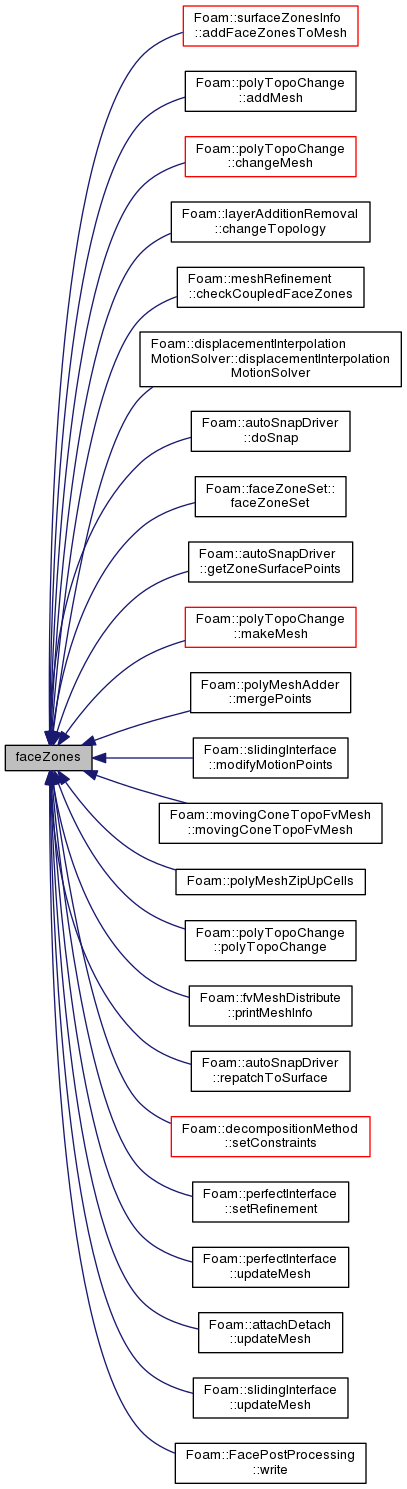 Foam::surfaceZonesInfo
::addFaceZonesToMesh
Foam::polyTopoChange
::addMesh
Foam::polyTopoChange
::changeMesh
Foam::layerAdditionRemoval
::changeTopology
Foam::meshRefinement
::checkCoupledFaceZones
Foam::displacementInterpolation
MotionSolver::displacementInterpolation
MotionSolver
Foam::autoSnapDriver
::doSnap
Foam::faceZoneSet::
faceZoneSet
Foam::autoSnapDriver
::getZoneSurfacePoints
Foam::polyTopoChange
::makeMesh
Foam::polyMeshAdder
::mergePoints
faceZones
Foam::slidingInterface
::modifyMotionPoints
Foam::movingConeTopoFvMesh
::movingConeTopoFvMesh
Foam::polyMeshZipUpCells
Foam::polyTopoChange
::polyTopoChange
Foam::fvMeshDistribute
::printMeshInfo
Foam::autoSnapDriver
::repatchToSurface
Foam::decompositionMethod
::setConstraints
Foam::perfectInterface
::setRefinement
Foam::perfectInterface
::updateMesh
Foam::attachDetach
::updateMesh
Foam::slidingInterface
::updateMesh
Foam::FacePostProcessing
::write